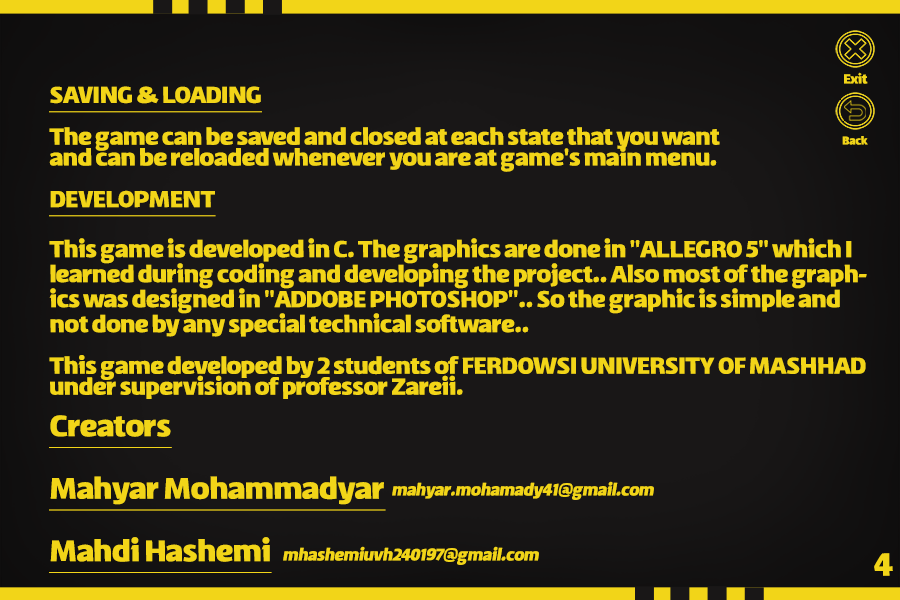 Exit
Back
SAVING & LOADING
The game can be saved and closed at each state that you want
and can be reloaded whenever you are at game's main menu.
DEVELOPMENT
This game is developed in C. The graphics are done in "ALLEGRO 5" which I
learned during coding and developing the project.. Also most of the graph-
ics was designed in "ADDOBE PHOTOSHOP".. So the graphic is simple and
not done by any special technical software..
This game developed by 2 students of FERDOWSI UNIVERSITY OF MASHHAD
under supervision of professor Zareii.
Creators
Mahyar Mohammadyar mahyar.mohamady41@gmail.com
Mahdi Hashemi mhashemiuvh240197@gmail.com
4